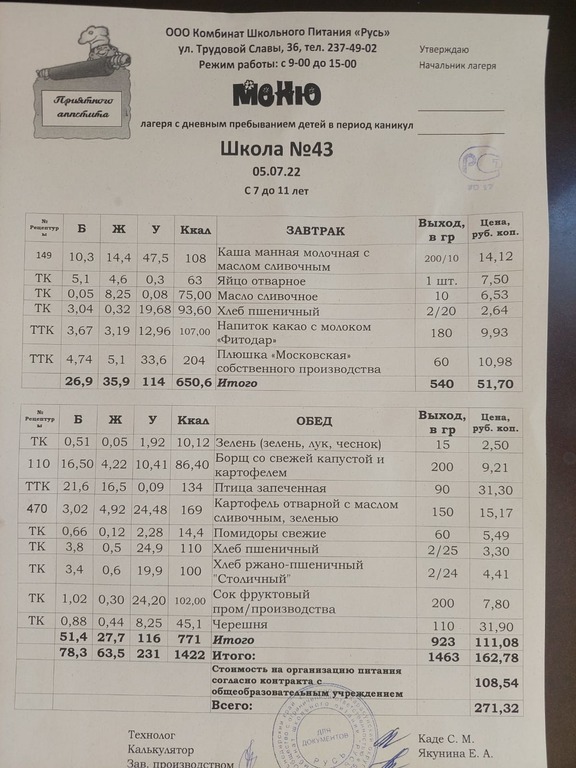 ООО Комбинат Школьного Питания «Русь»
ул. Трудовой Славы, 36, тел. 237-49-02
Режим работы: с 9-00 до 15-00
Утверждаю
Начальник лагеря
Приятного
аппетита
меню
лагеря с дневным пребыванием детей в период каникул
Школа №43
05.07.22
С 7 до 11 лет
РСТ
№ Рецептуры Б Ж У Ккал ЗАВТРАК Выход, в гр Цена, руб. коп.
149 10,3 14,4 47,5 108 Каша манная молочная с маслом сливочным 200/10 14,12
ТК 5,1 4,6 0,3 63 Яйцо отварное 1 шт. 7,50
ТК 0,05 8,25 0,08 75,00 Масло сливочное 10 6,53
ТК 3,04 0,32 19,68 93,60 Хлеб пшеничный 2/20 2,64
ТТК 3,67 3,19 12,96 107,00 Напиток какао с молоком «Фитодар» 180 9,93
ТТК 4,74 5,1 33,6 204 Плюшка «Московская» собственного производства 60 10,98
26,9 35,9 114 650,6 Итого 540 51,70
№ Рецептуры Б Ж У Ккал ОБЕД Выход, в гр Цена, руб. коп.
ТК 0,51 0,05 1,92 10,12 Зелень (зелень, лук, чеснок) 15 2,50
110 16,50 4,22 10,41 86,40 Борщ со свежей капустой и картофелем 200 9,21
ТТК 21,6 16,5 0,09 134 Птица запеченная 90 31,30
470 3,02 4,92 24,48 169 Картофель отварной с маслом сливочным, зеленью 150 15,17
ТК 0,66 0,12 2,28 14,4 Помидоры свежие 60 5,49
ТК 3,8 0,5 24,9 110 Хлеб пшеничный 2/25 3,30
ТК 3,4 0,6 19,9 100 Хлеб ржано-пшеничный "Столичный" 2/24 4,41
ТК 1,02 0,30 24,20 102,00 Сок фруктовый пром/производства 200 7,80
ТК 0,88 0,44 8,25 45,1 Черешня 110 31,90
51,4 27,7 116 771 Итого 923 111,08
78,3 63,5 231 1422 Итого: 1463 162,78
Стоимость на организацию питания согласно контракта с общеобразовательным учреждением 108,54
Всего: 271,32
Технолог Каде С. М.
Калькулятор Якунина Е. А.
Зав. производством
ДЛЯ
ДОКУМЕНТОВ
РУСЬ